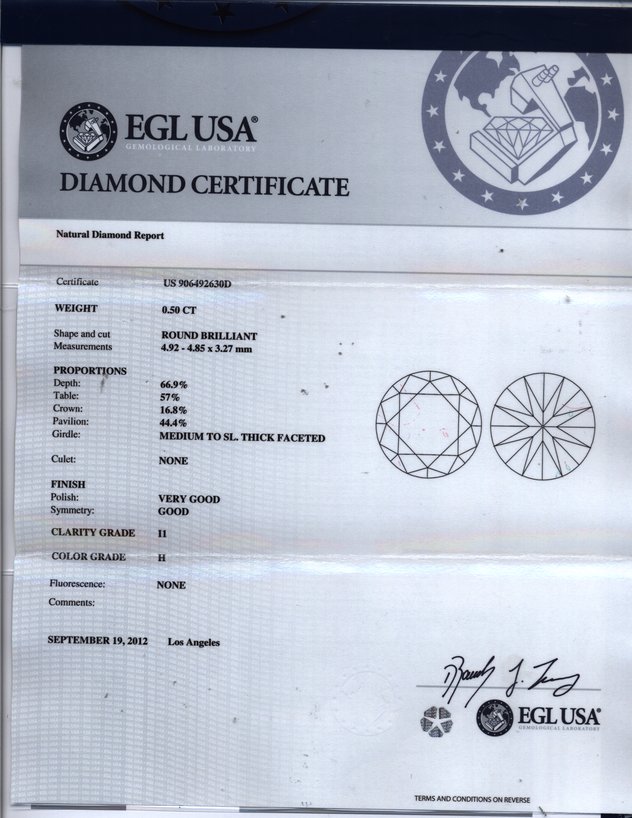 EGL USA®
GEMOLOGICAL LABORATORY
DIAMOND CERTIFICATE
Natural Diamond Report
Certificate US 906492630D
WEIGHT 0.50 CT
Shape and cut ROUND BRILLIANT
Measurements 4.92 - 4.85 x 3.27 mm
PROPORTIONS
Depth: 66.9%
Table: 57%
Crown: 16.8%
Pavilion: 44.4%
Girdle: MEDIUM TO SL. THICK FACETED
Culet: NONE
FINISH
Polish: VERY GOOD
Symmetry: GOOD
CLARITY GRADE I1
COLOR GRADE H
Fluorescence: NONE
Comments:
SEPTEMBER 19, 2012 Los Angeles
EGL USA®
GEMOLOGICAL LABORATORY
TERMS AND CONDITIONS ON REVERSE